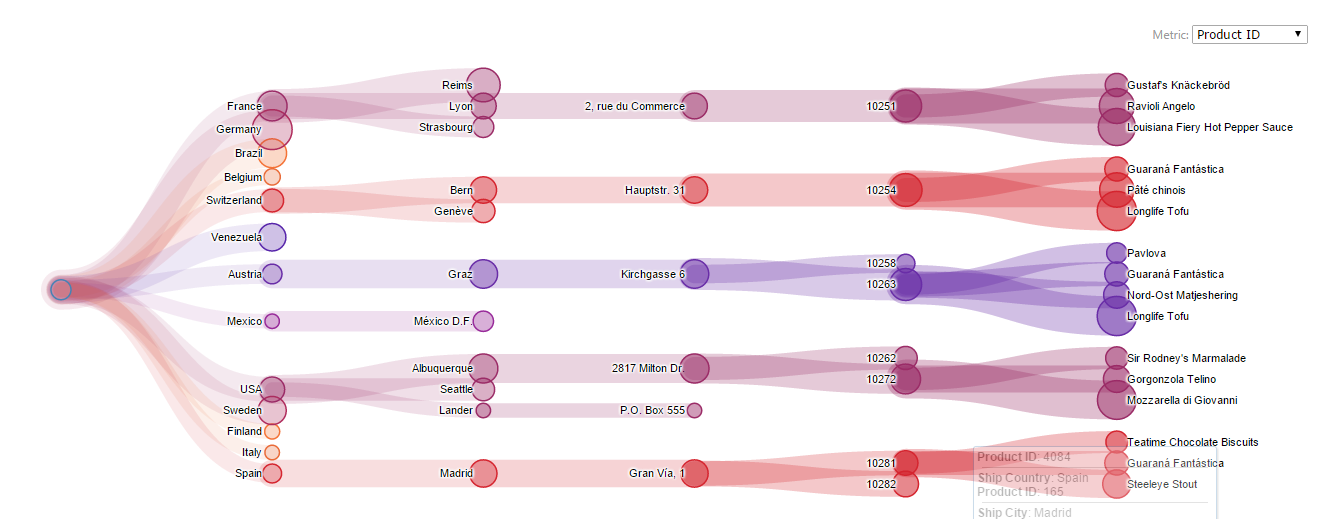 Metric: Product ID
France
Germany
Brazil
Belgium
Switzerland
Venezuela
Austria
Mexico
USA
Sweden
Finland
Italy
Spain
Reims
Lyon
Strasbourg
Bern
Genève
Graz
México D.F.
Albuquerque
Seattle
Lander
Madrid
2, rue du Commerce
Hauptstr. 31
Kirchgasse 6
2817 Milton Dr.
P.O. Box 555
Gran Vía, 1
10251
10254
10258
10263
10262
10272
10281
10282
Gustaf's Knäckebröd
Ravioli Angelo
Louisiana Fiery Hot Pepper Sauce
Guaraná Fantástica
Pâté chinois
Longlife Tofu
Pavlova
Guaraná Fantástica
Nord-Ost Matjeshering
Longlife Tofu
Sir Rodney's Marmalade
Gorgonzola Telino
Mozzarella di Giovanni
Teatime Chocolate Biscuits
Guaraná Fantástica
Steeleye Stout
Product ID: 4084
Ship Country: Spain
Product ID: 165
Ship City: Madrid